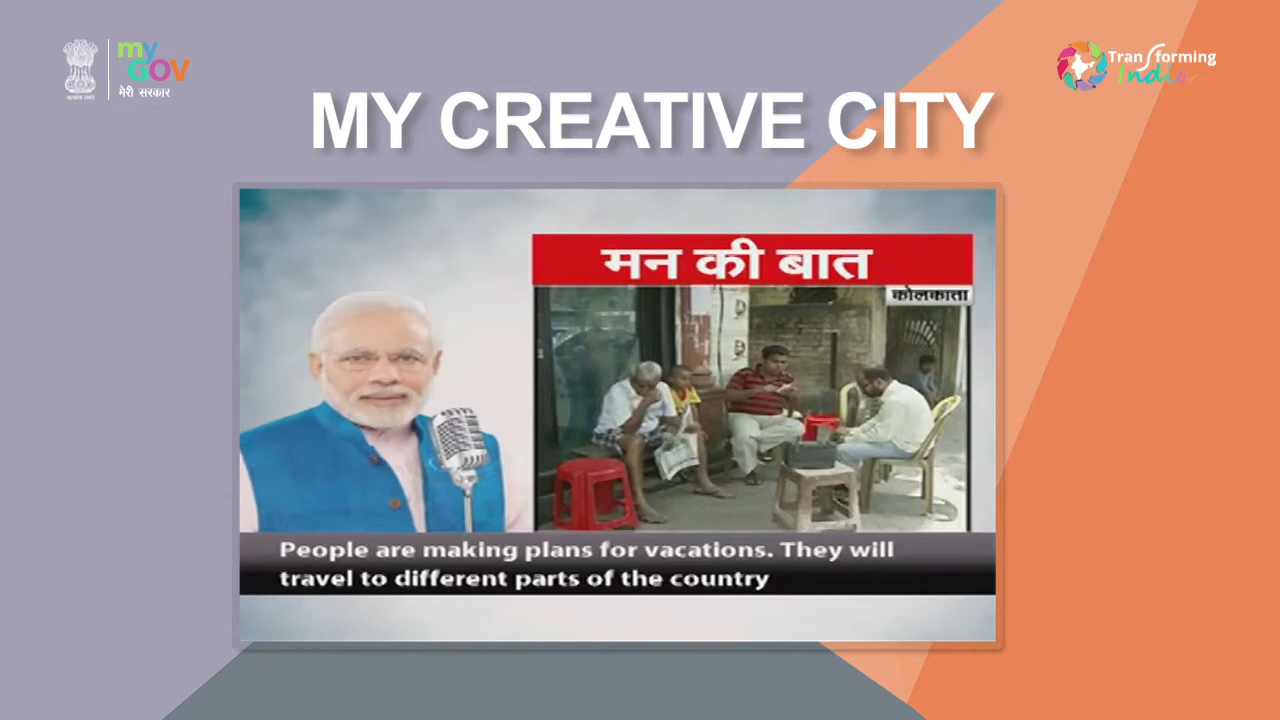 my
GOV
मेरी सरकार
Transforming
India
MY CREATIVE CITY
मन की बात
कोलकाता
People are making plans for vacations. They will
travel to different parts of the country